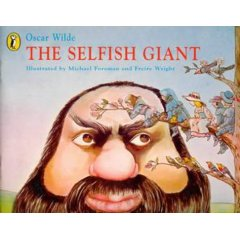 Oscar Wilde
THE SELFISH GIANT
Illustrated by Michael Foreman and Freire Wright